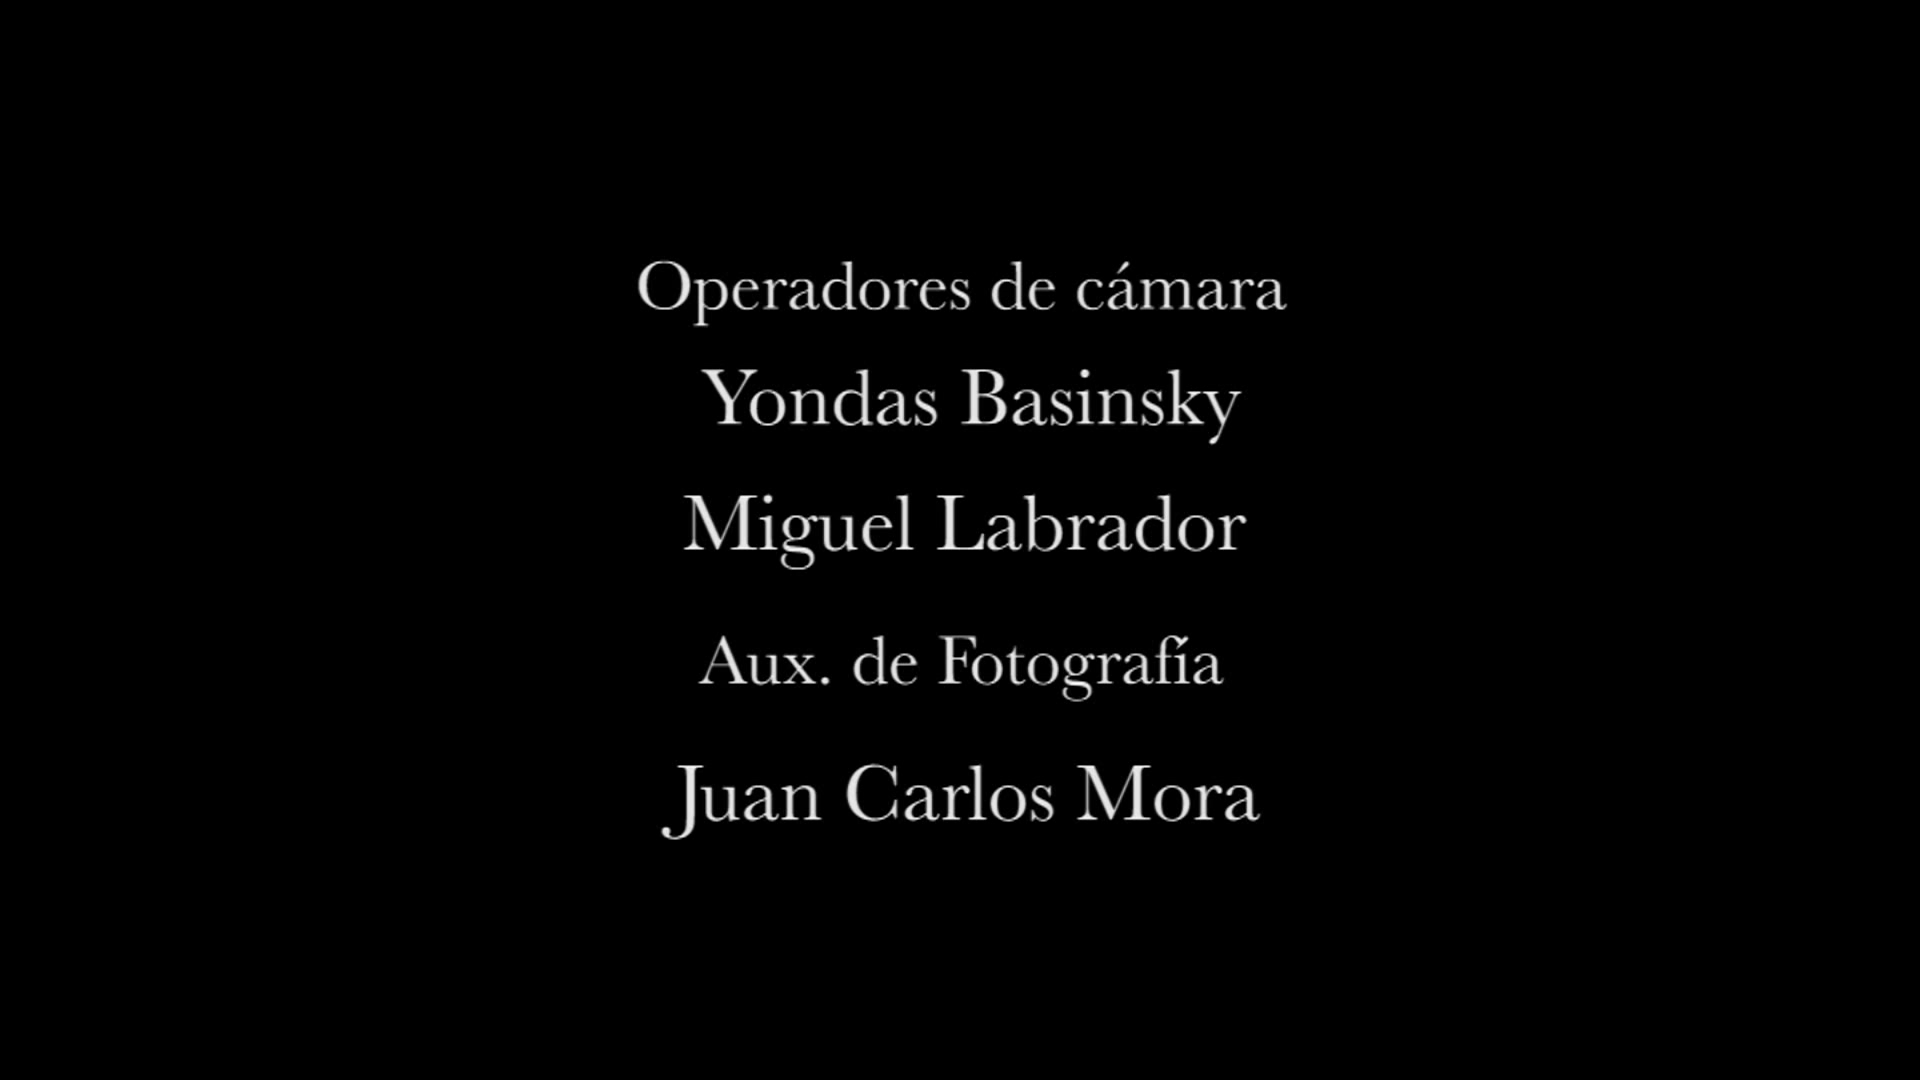 Operadores de cámara
Yondas Basinsky
Miguel Labrador
Aux. de Fotografía
Juan Carlos Mora